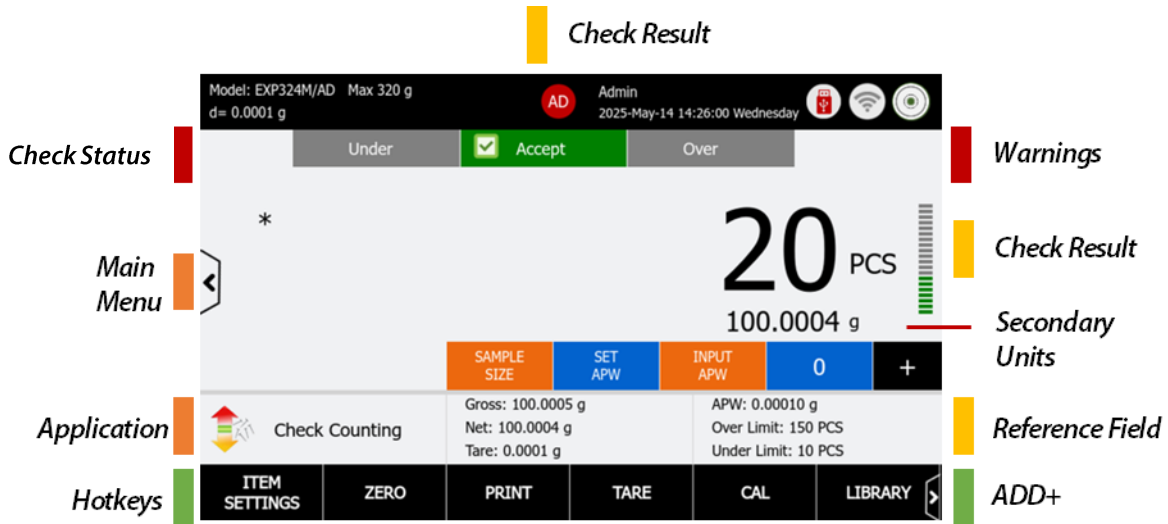 Check Result
Model: EXP324M/AD Max 320 g
d= 0.0001 g
AD
Admin
2025-May-14 14:26:00 Wednesday
Check Status
Under
Accept
Over
Warnings
*
20 PCS
Check Result
Main
Menu
100.0004 g
Secondary
Units
SAMPLE
SIZE
SET
APW
INPUT
APW
0
+
Application
Check Counting
Gross: 100.0005 g
Net: 100.0004 g
Tare: 0.0001 g
APW: 0.00010 g
Over Limit: 150 PCS
Under Limit: 10 PCS
Reference Field
Hotkeys
ITEM
SETTINGS
ZERO
PRINT
TARE
CAL
LIBRARY
ADD+